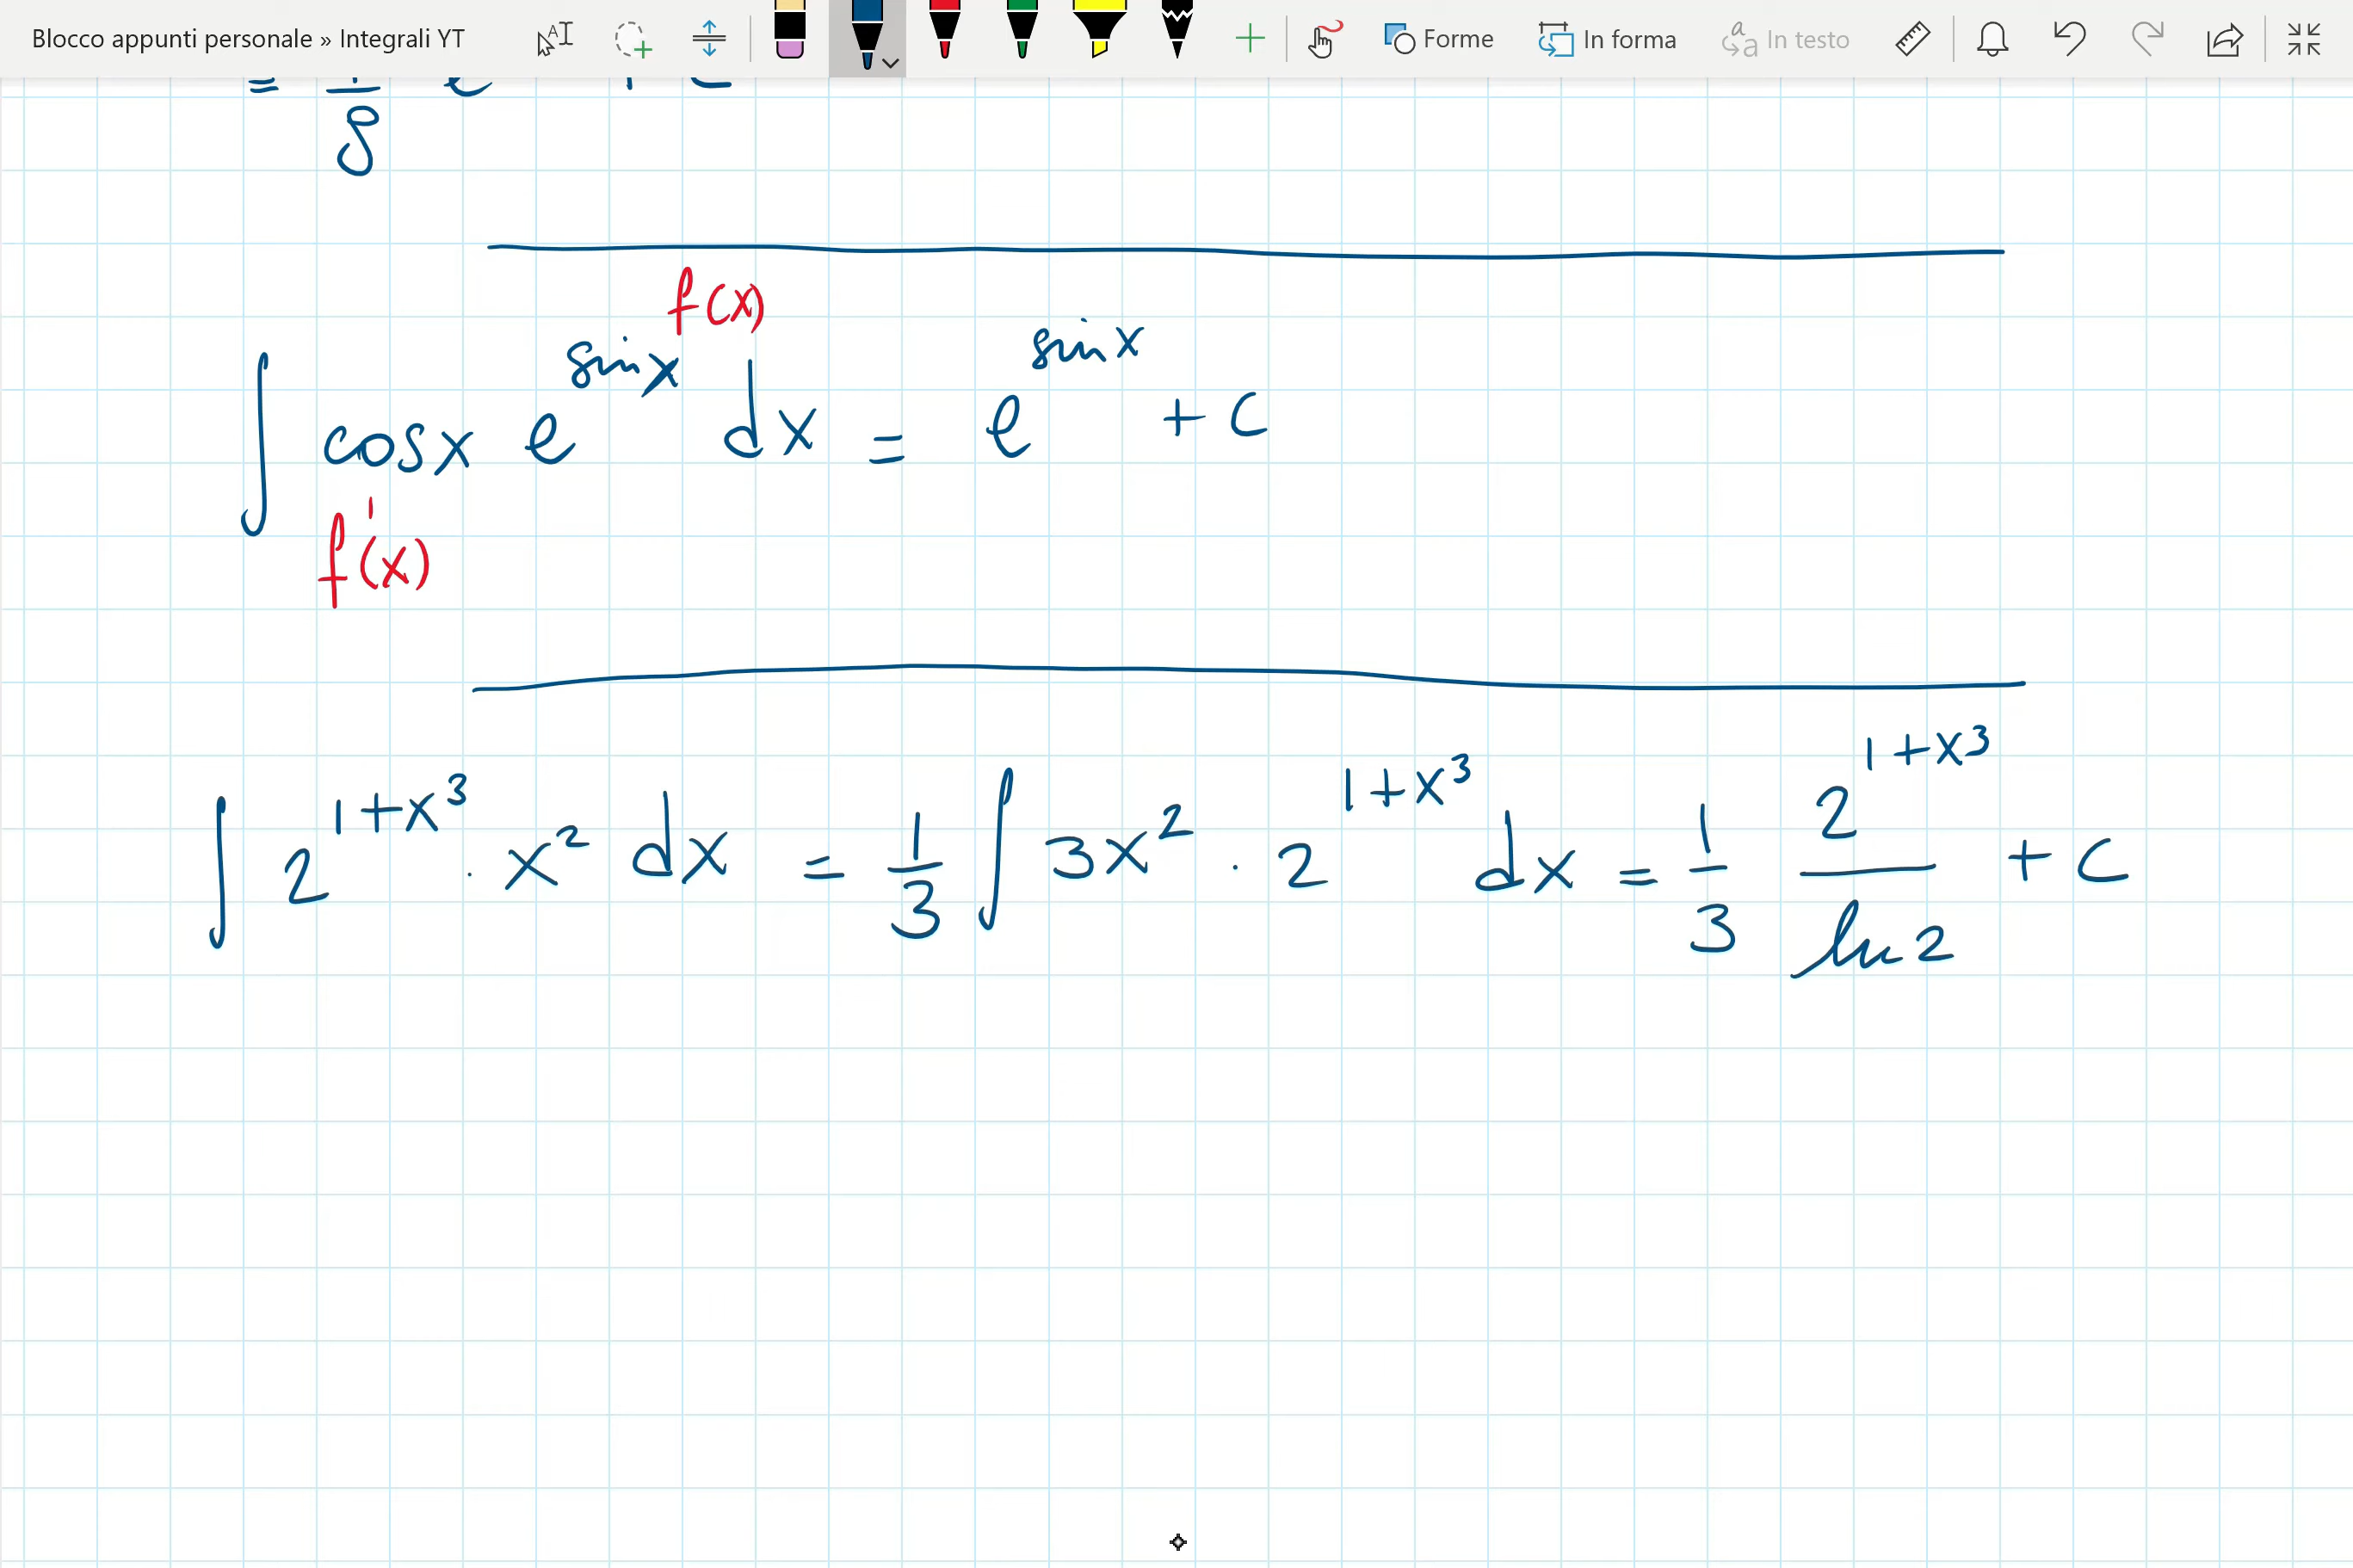 Blocco appunti personale » Integrali YT Forme In forma In testo
8
f(x)
∫ cosx e^{sinx} dx = e^{sinx} + c
f'(x)
∫ 2^{1+x³} · x² dx = 1/3 ∫ 3x² · 2^{1+x³} dx = 1/3 2^{1+x³}/ln2 + c